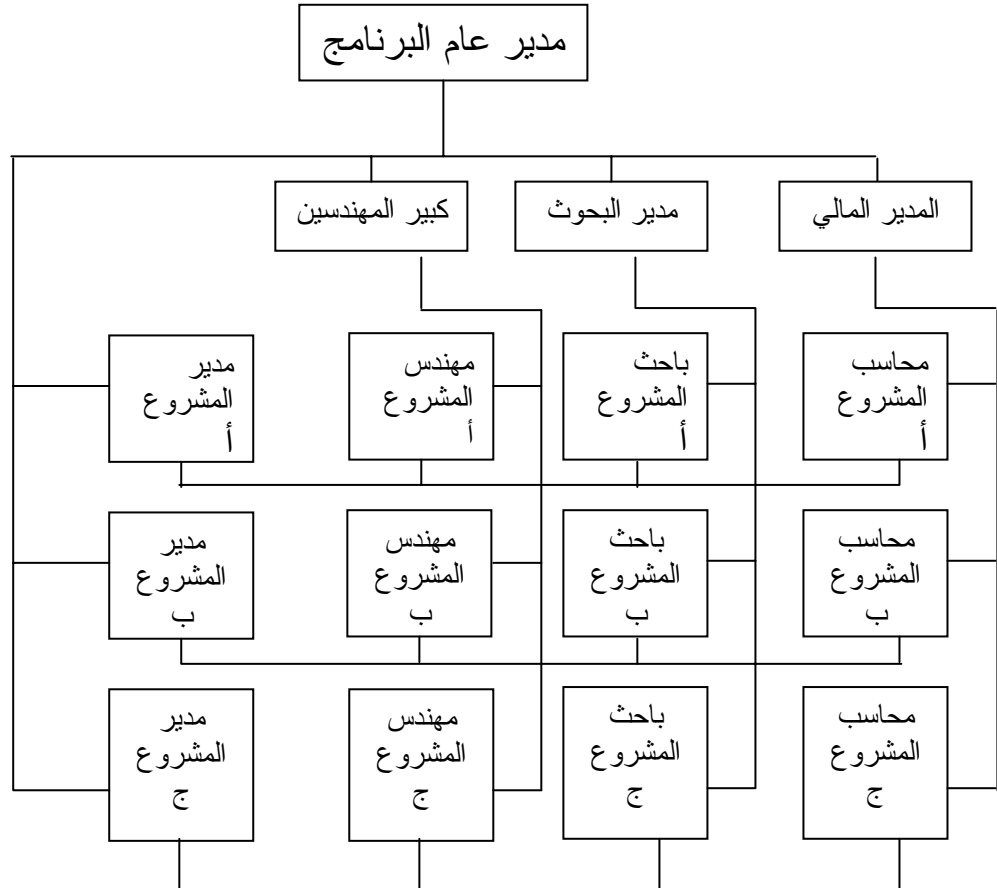 مدير عام البرنامج
المدير المالي
مدير البحوث
كبير المهندسين
محاسب
المشروع
أ
باحث
المشروع
أ
مهندس
المشروع
أ
مدير
المشروع
أ
محاسب
المشروع
ب
باحث
المشروع
ب
مهندس
المشروع
ب
مدير
المشروع
ب
محاسب
المشروع
ج
باحث
المشروع
ج
مهندس
المشروع
ج
مدير
المشروع
ج